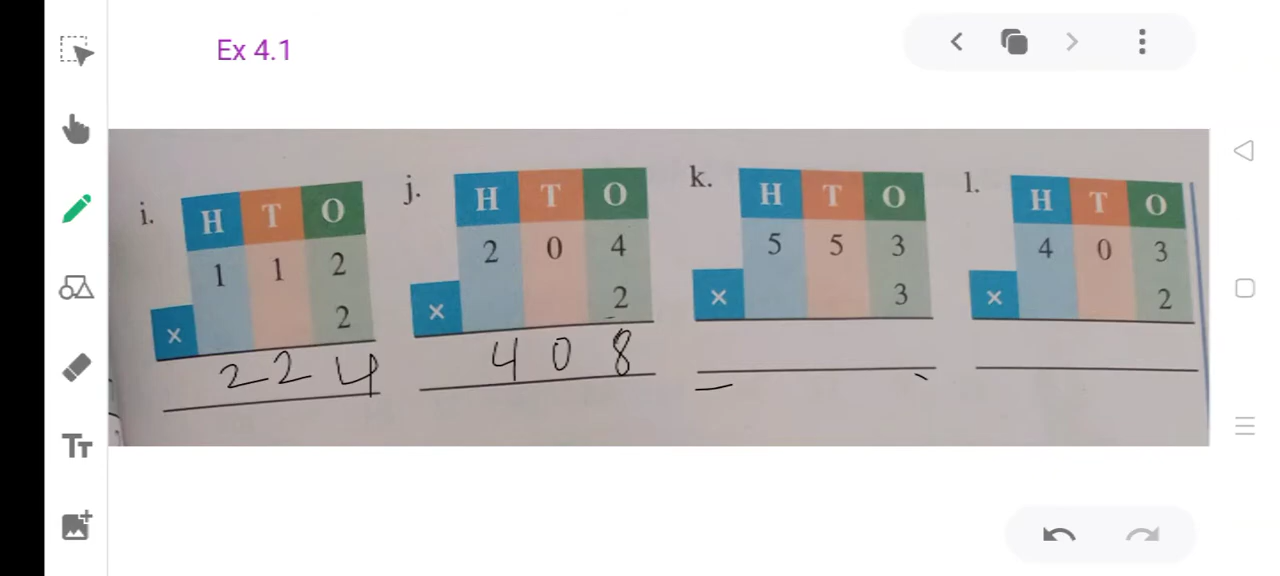 Ex 4.1
i. H T O
1 1 2
× 2
2 2 4
j. H T O
2 0 4
× 2
4 0 8
k. H T O
5 5 3
× 3
l. H T O
4 0 3
× 2
TT